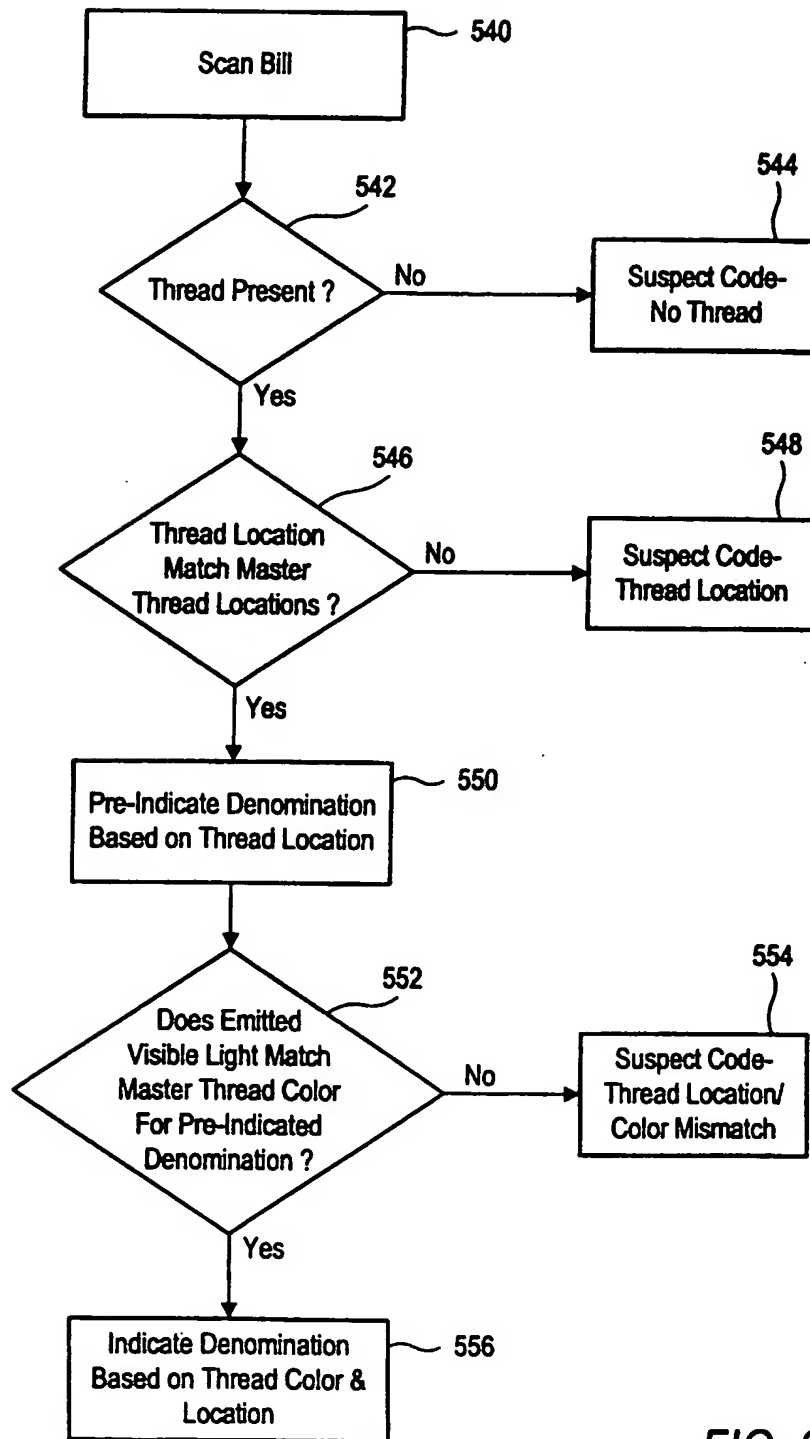 540
Scan Bill
542
544
Thread Present ?
No
Suspect Code-
No Thread
Yes
546
548
Thread Location
Match Master
Thread Locations ?
No
Suspect Code-
Thread Location
Yes
550
Pre-Indicate Denomination
Based on Thread Location
552
554
Does Emitted
Visible Light Match
Master Thread Color
For Pre-Indicated
Denomination ?
No
Suspect Code-
Thread Location/
Color Mismatch
Yes
Indicate Denomination
Based on Thread Color &
Location
556